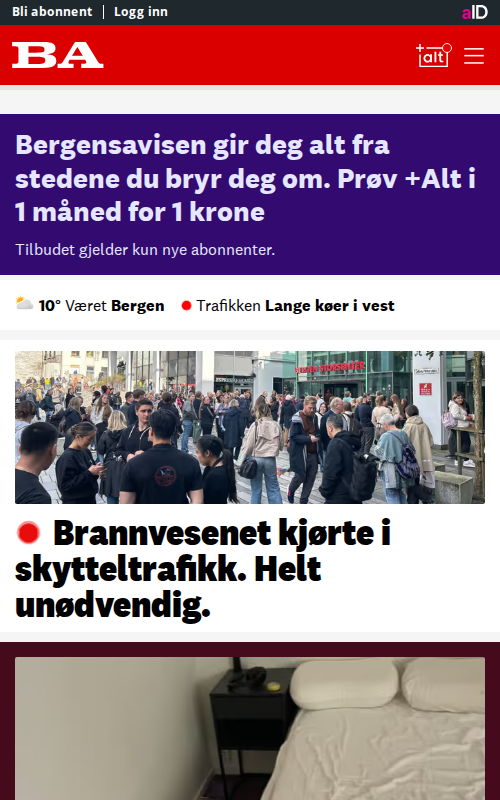 Bli abonnent | Logg inn
aID
BA
+alt
Bergensavisen gir deg alt fra
stedene du bryr deg om. Prøv +Alt i
1 måned for 1 krone
Tilbudet gjelder kun nye abonnenter.
10° Været Bergen Trafikken Lange køer i vest
Brannvesenet kjørte i
skytteltrafikk. Helt
unødvendig.